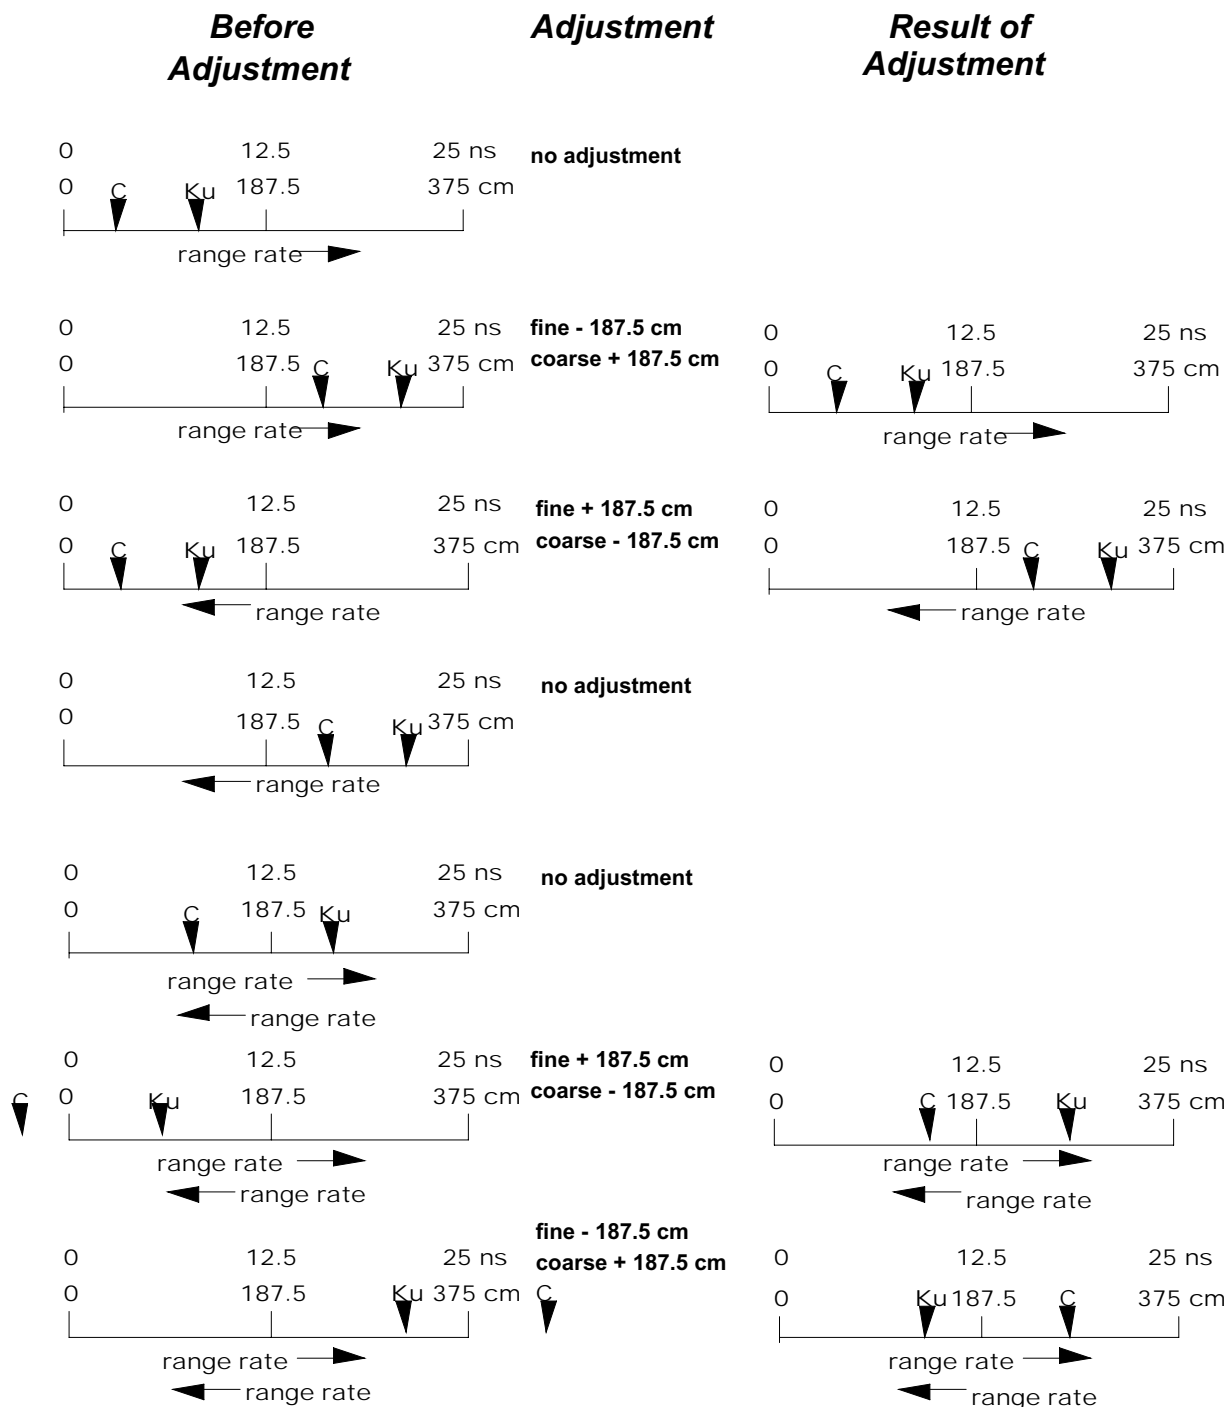 Before Adjustment Result of
Adjustment Adjustment
0 12.5 25 ns no adjustment
0 C Ku 187.5 375 cm
range rate
0 12.5 25 ns fine - 187.5 cm 0 12.5 25 ns
0 187.5 C Ku 375 cm coarse + 187.5 cm 0 C Ku 187.5 375 cm
range rate range rate
0 12.5 25 ns fine + 187.5 cm 0 12.5 25 ns
0 C Ku 187.5 375 cm coarse - 187.5 cm 0 187.5 C Ku 375 cm
range rate range rate
0 12.5 25 ns no adjustment
0 187.5 C Ku 375 cm
range rate
0 12.5 25 ns no adjustment
0 C 187.5 Ku 375 cm
range rate
range rate
0 12.5 25 ns fine + 187.5 cm 0 12.5 25 ns
C 0 Ku 187.5 375 cm coarse - 187.5 cm 0 C 187.5 Ku 375 cm
range rate range rate
range rate range rate
fine - 187.5 cm
0 12.5 25 ns coarse + 187.5 cm 0 12.5 25 ns
0 187.5 Ku 375 cm C 0 Ku 187.5 C 375 cm
range rate range rate
range rate range rate